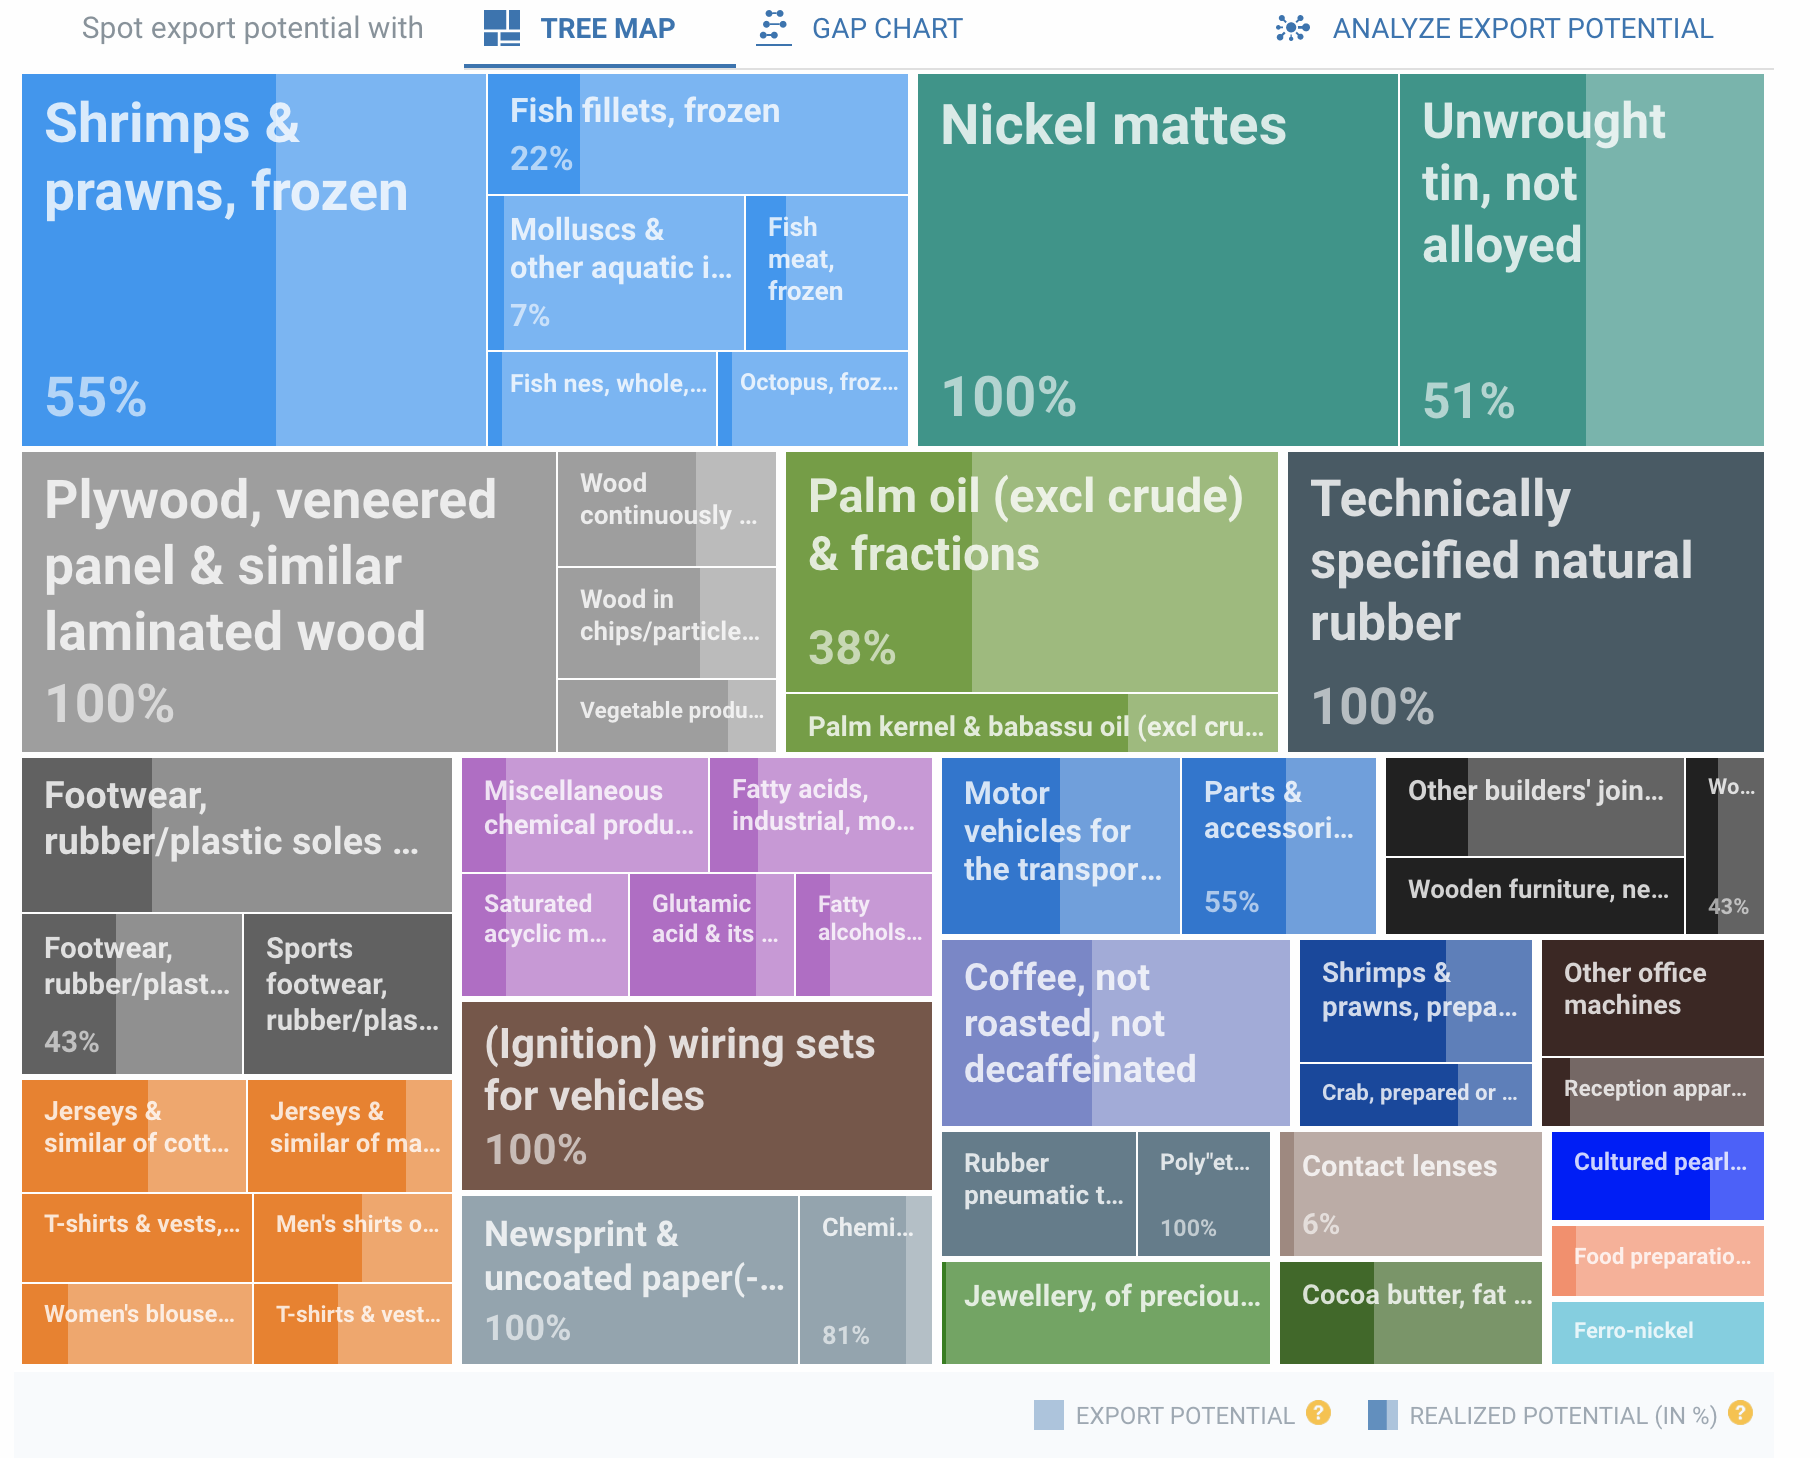 Spot export potential with
TREE MAP
GAP CHART
ANALYZE EXPORT POTENTIAL
Shrimps &
prawns, frozen
55%
Fish fillets, frozen
22%
Molluscs &
other aquatic i...
7%
Fish
meat,
frozen
Fish nes, whole,...
Octopus, froz...
Nickel mattes
100%
Unwrought
tin, not
alloyed
51%
Plywood, veneered
panel & similar
laminated wood
100%
Wood
continuously ...
Wood in
chips/particle...
Vegetable produ...
Palm oil (excl crude)
& fractions
38%
Palm kernel & babassu oil (excl cru...
Technically
specified natural
rubber
100%
Footwear,
rubber/plastic soles ...
Footwear,
rubber/plast...
43%
Sports
footwear,
rubber/plas...
Jerseys &
similar of cott...
Jerseys &
similar of ma...
T-shirts & vests,...
Men's shirts o...
Women's blouse...
T-shirts & vest...
Miscellaneous
chemical produ...
Fatty acids,
industrial, mo...
Saturated
acyclic m...
Glutamic
acid & its ...
Fatty
alcohols...
(Ignition) wiring sets
for vehicles
100%
Newsprint &
uncoated paper(-...
100%
Chemi...
81%
Motor
vehicles for
the transpor...
Parts &
accessori...
55%
Other builders' join...
Wooden furniture, ne...
Wo...
43%
Coffee, not
roasted, not
decaffeinated
Shrimps &
prawns, prepa...
Crab, prepared or ...
Other office
machines
Reception appar...
Rubber
pneumatic t...
Poly"et...
100%
Contact lenses
6%
Cultured pearl...
Food preparatio...
Ferro-nickel
Jewellery, of preciou...
Cocoa butter, fat ...
EXPORT POTENTIAL ?
REALIZED POTENTIAL (IN %) ?